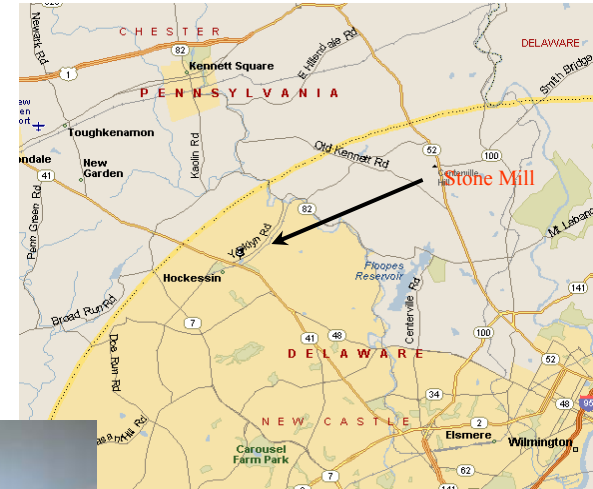 CHESTER
Newark Rd
82
Kennett Square
1
E Hillendale Rd
DELAWARE
Smith Bridge
PENNSYLVANIA
Toughkenamon
Kaolin Rd
Old Kennett Rd
52
100
41
New
Garden
Centerville
Stone Mill
Penn Green Rd
82
Yorklyn Rd
Hockessin
Hoopes
Reservoir
Centerville Rd
141
Broad Run Rd
7
100
41
48
DELAWARE
52
Doe Run Rd
34
48
95
NEW CASTLE
2
Elsmere
Wilmington
Carousel
Farm Park
62
7